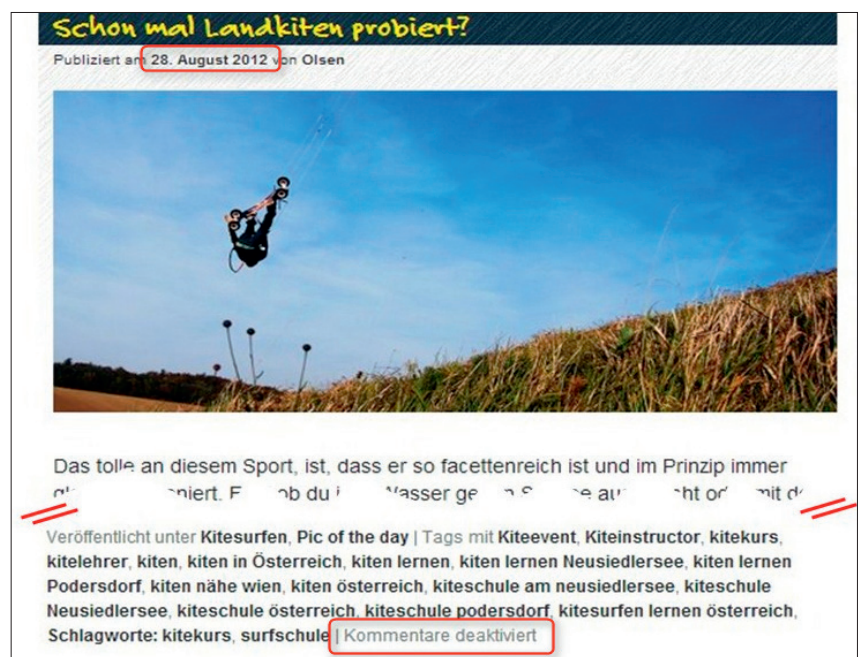 Schon mal Landkiten probiert?
Publiziert am 28. August 2012 von Olsen
Das tolle an diesem Sport, ist, dass er so facettenreich ist und im Prinzip immer
ob du
Veröffentlicht unter Kitesurfen, Pic of the day | Tags mit Kiteevent, Kiteinstructor, kitekurs,
kitelehrer, kiten, kiten in Österreich, kiten lernen, kiten lernen Neusiedlersee, kiten lernen
Podersdorf, kiten nähe wien, kiten österreich, kiteschule am neusiedlersee, kiteschule
Neusiedlersee, kiteschule österreich, kiteschule podersdorf, kitesurfen lernen österreich,
Schlagworte: kitekurs, surfschule | Kommentare deaktiviert